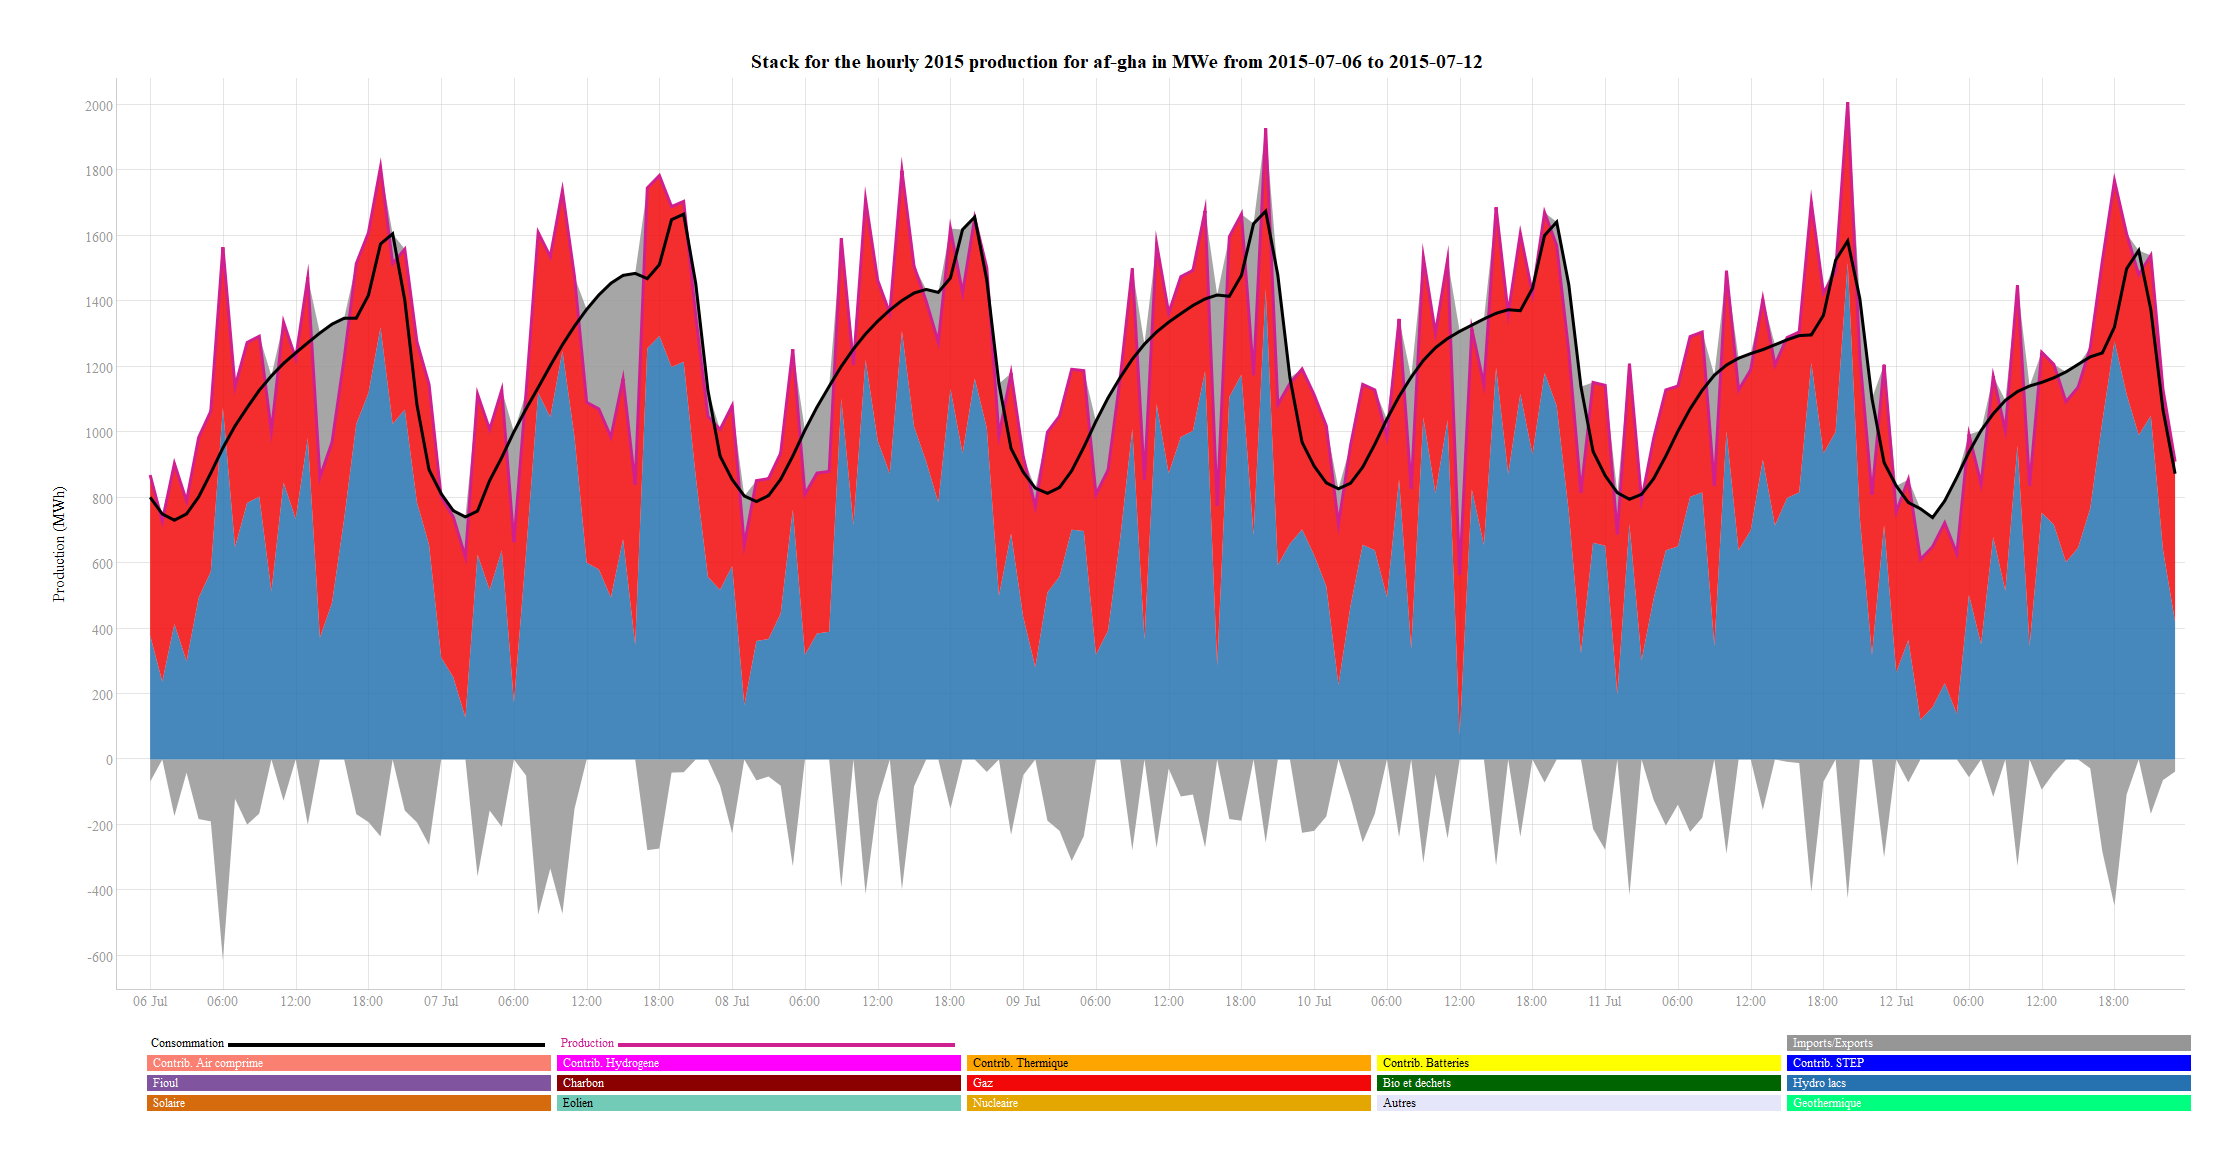 Stack for the hourly 2015 production for af-gha in MWe from 2015-07-06 to 2015-07-12
2000
1800
1600
1400
1200
1000
800
600
400
200
0
-200
-400
-600
Production (MWh)
06 Jul 06:00 12:00 18:00 07 Jul 06:00 12:00 18:00 08 Jul 06:00 12:00 18:00 09 Jul 06:00 12:00 18:00 10 Jul 06:00 12:00 18:00 11 Jul 06:00 12:00 18:00 12 Jul 06:00 12:00 18:00
Consommation Production Imports/Exports
Contrib. Air comprime Contrib. Hydrogene Contrib. Thermique Contrib. Batteries Contrib. STEP
Fioul Charbon Gaz Bio et dechets Hydro lacs
Solaire Eolien Nucleaire Autres Geothermique